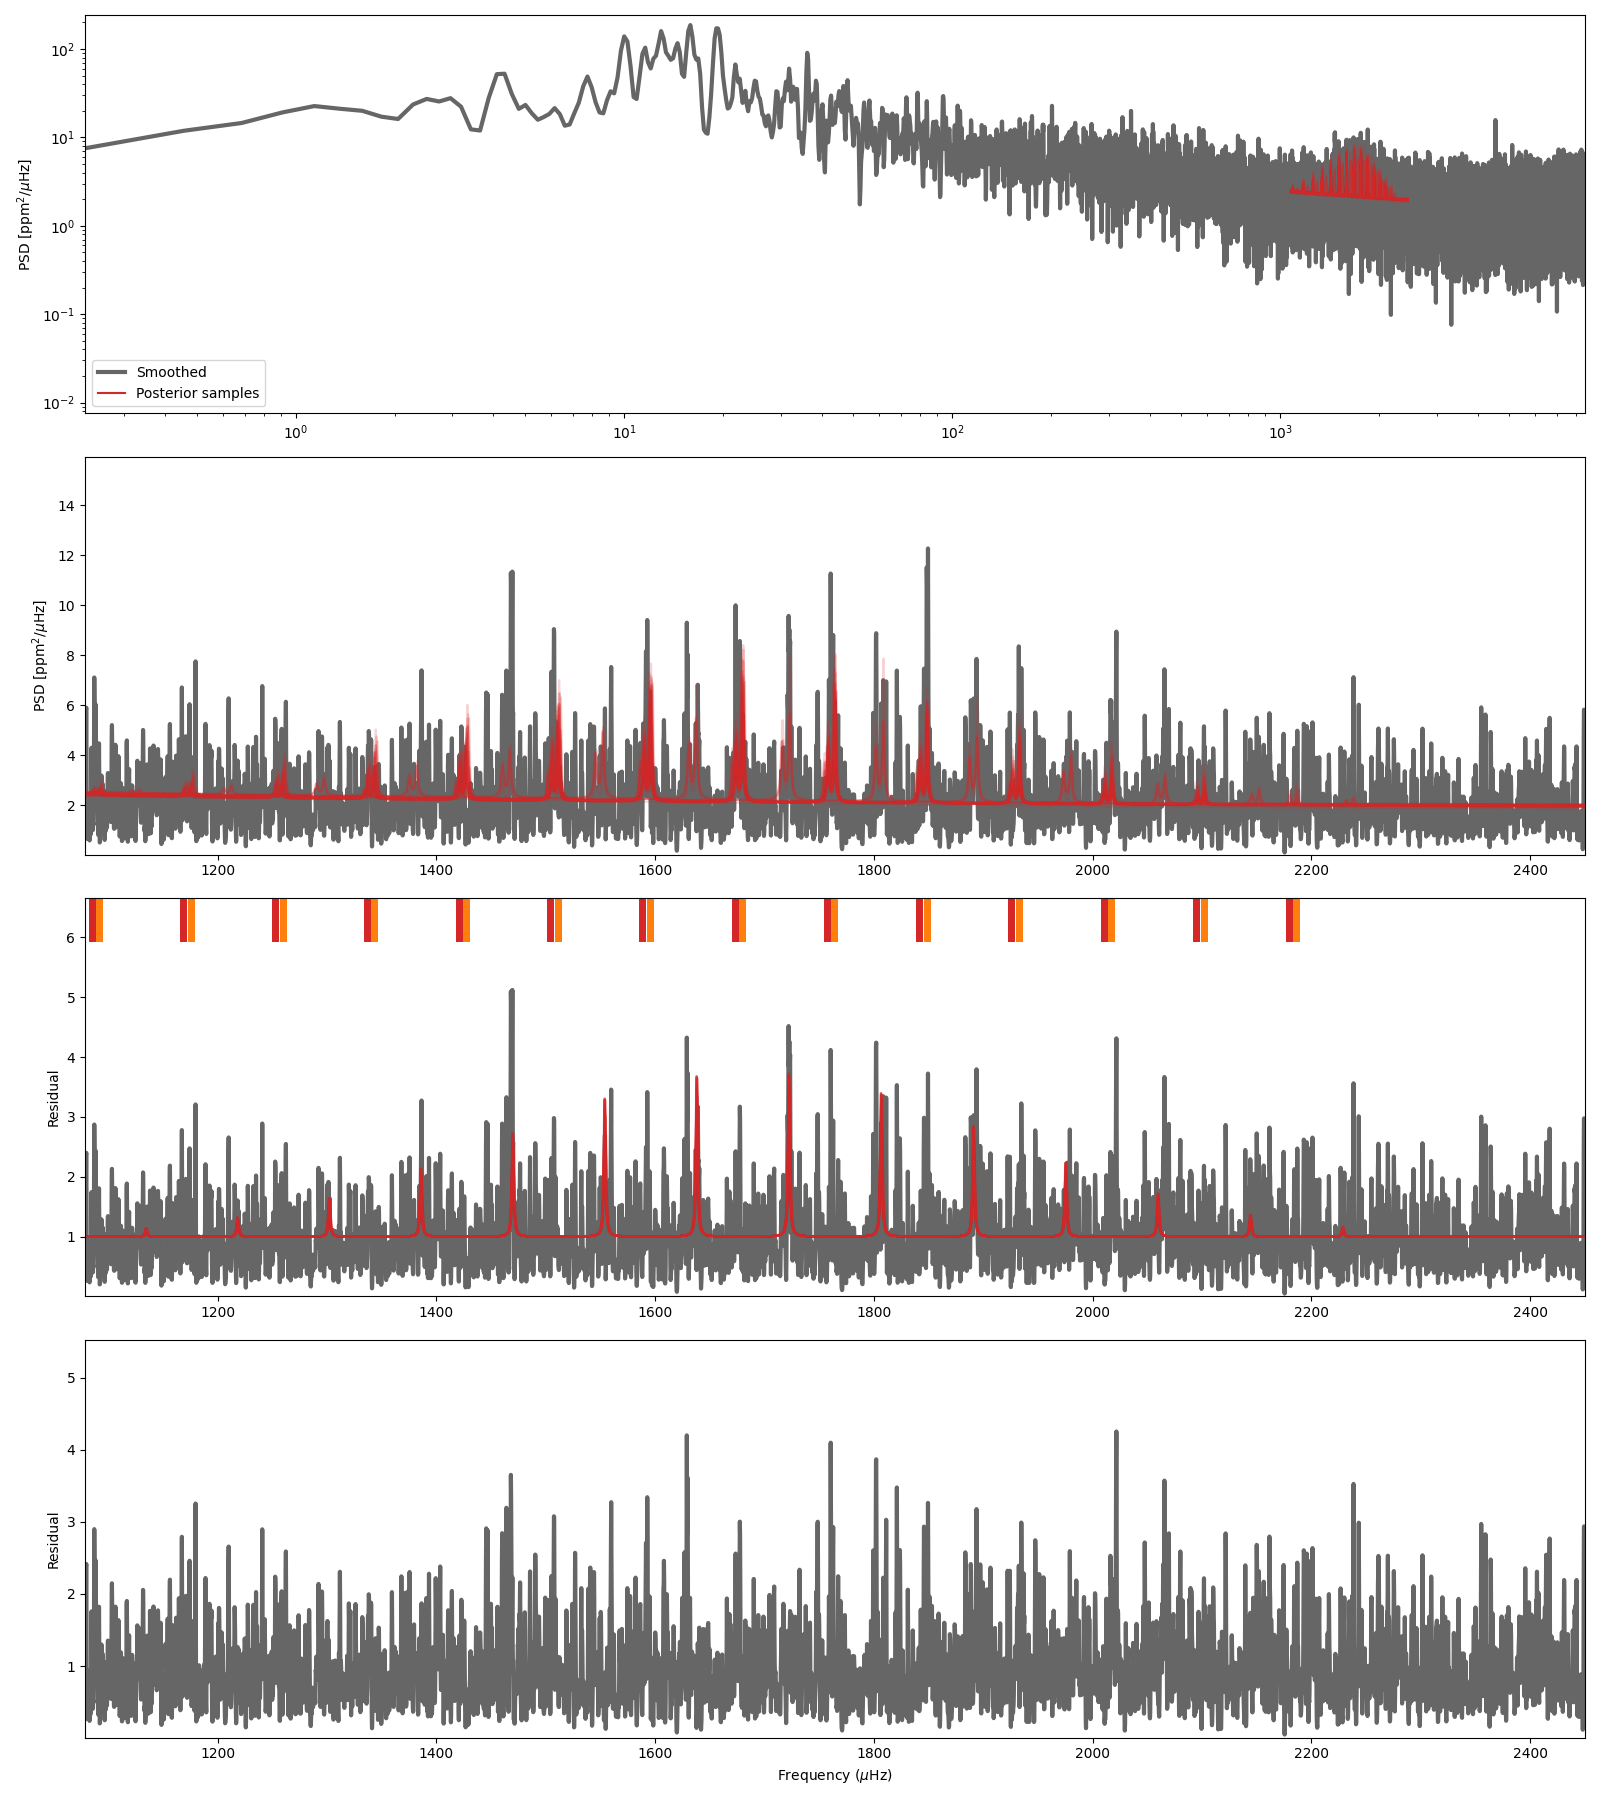 10² 10¹ 10⁰ 10⁻¹ 10⁻²
PSD [ppm²/μHz]
Smoothed
Posterior samples
10⁰ 10¹ 10² 10³
14 12 10 8 6 4 2
PSD [ppm²/μHz]
1200 1400 1600 1800 2000 2200 2400
6 5 4 3 2 1
Residual
1200 1400 1600 1800 2000 2200 2400
5 4 3 2 1
Residual
1200 1400 1600 1800 2000 2200 2400
Frequency (μHz)